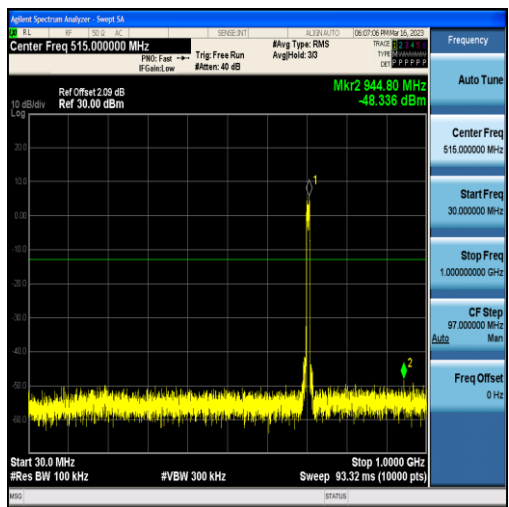 Agilent Spectrum Analyzer - Swept SA
RL RF 50 Ω AC SENSE:INT ALIGN AUTO 06:07:06 PM Mar 16, 2023
Center Freq 515.000000 MHz
PNO: Fast
IFGain:Low
Trig: Free Run
#Atten: 40 dB
#Avg Type: RMS
Avg|Hold: 3/3
TRACE 1 2 3 4 5 6
TYPE
DET P P P P P P
Mkr2 944.80 MHz
-48.336 dBm
Ref Offset 2.09 dB
10 dB/div Ref 30.00 dBm
Log
20.0
10.0
0.00
-10.0
-20.0
-30.0
-40.0
-50.0
-60.0
1
2
Start 30.0 MHz Stop 1.0000 GHz
#Res BW 100 kHz #VBW 300 kHz Sweep 93.32 ms (10000 pts)
MSG STATUS
Frequency
Auto Tune
Center Freq
515.000000 MHz
Start Freq
30.000000 MHz
Stop Freq
1.000000000 GHz
CF Step
97.000000 MHz
Auto Man
Freq Offset
0 Hz